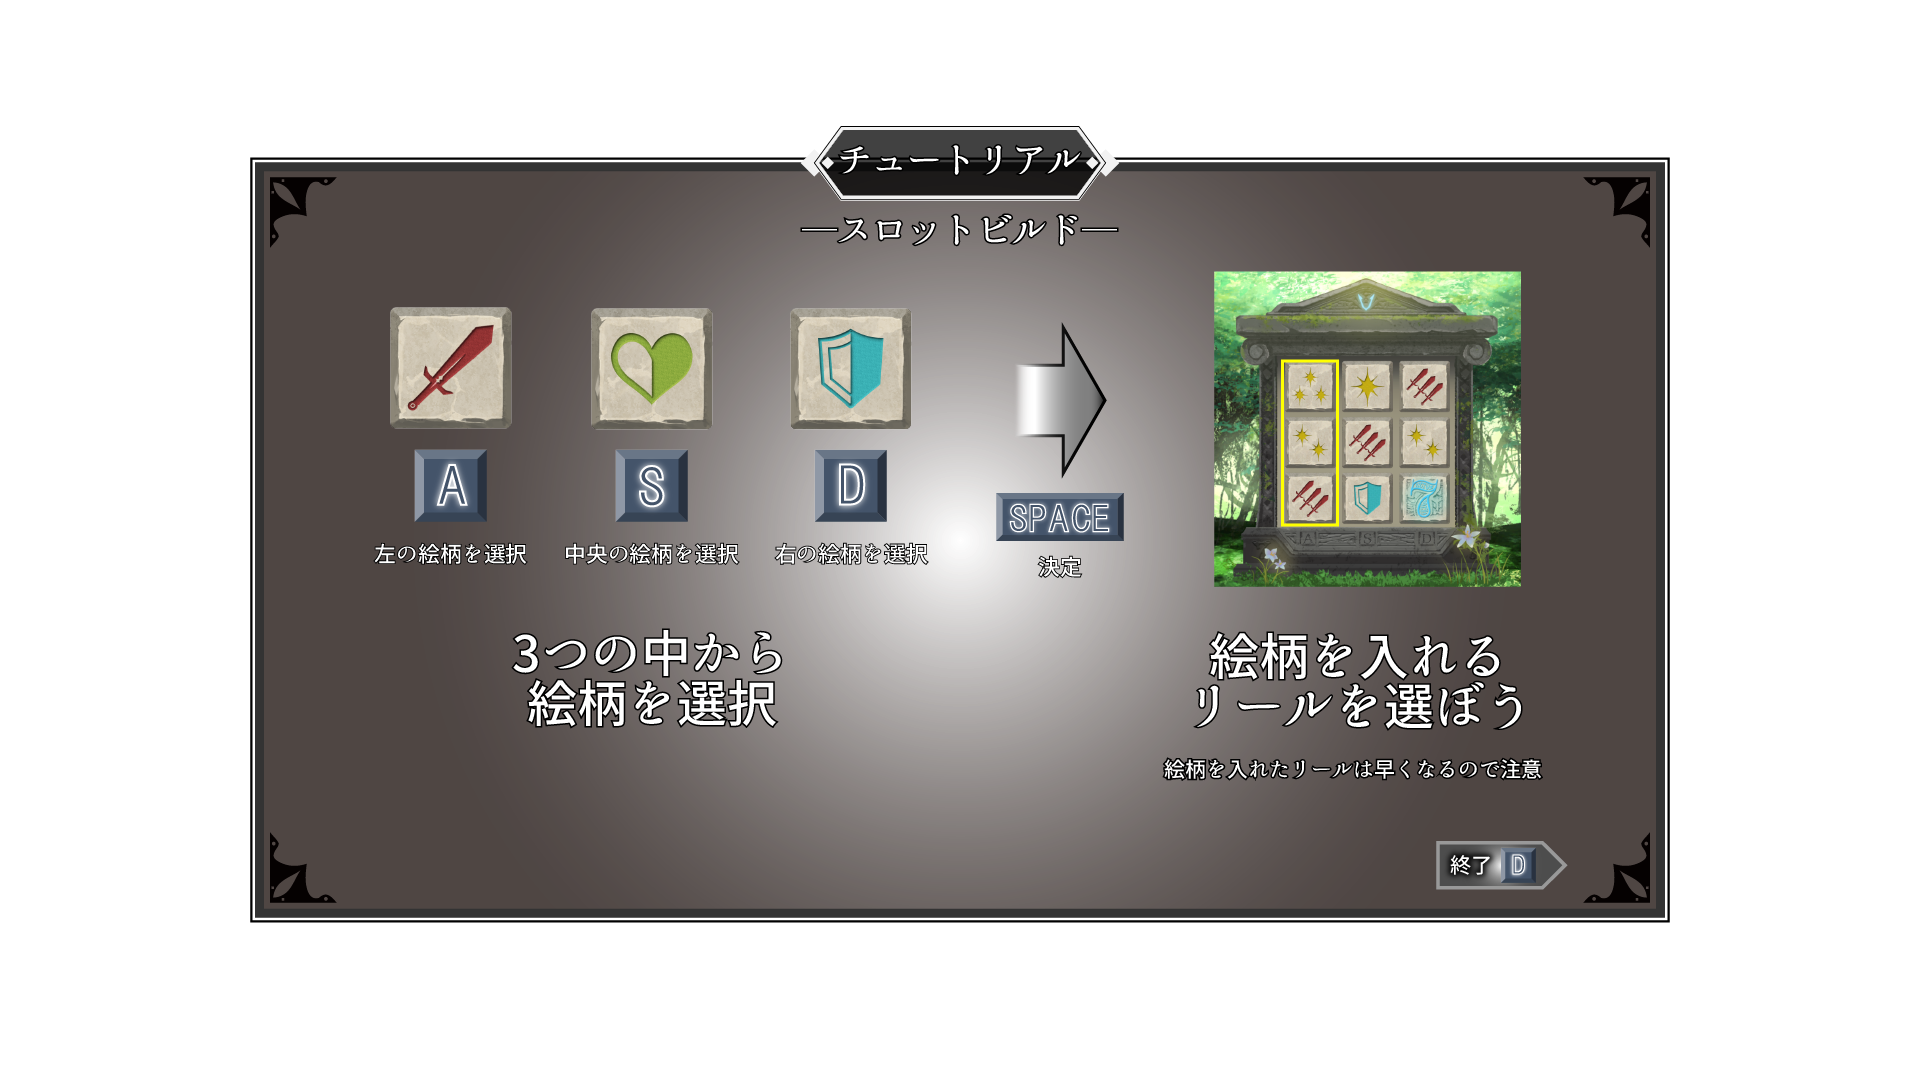 チュートリアル
―スロットビルド―
A
S
D
SPACE
左の絵柄を選択
中央の絵柄を選択
右の絵柄を選択
決定
7
A S D
3つの中から
絵柄を選択
絵柄を入れる
リールを選ぼう
絵柄を入れたリールは早くなるので注意
終了 D